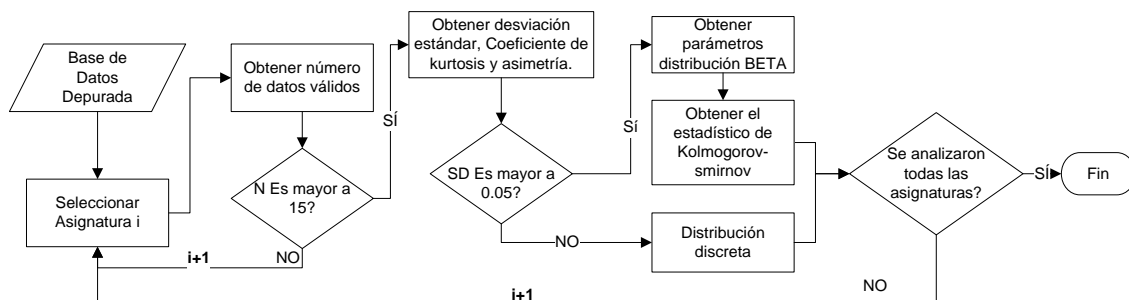 Base de
Datos
Depurada
Seleccionar
Asignatura i
Obtener número
de datos válidos
N Es mayor a
15?
SÍ
NO
i+1
Obtener desviación
estándar, Coeficiente de
kurtosis y asimetría.
SD Es mayor a
0.05?
Sí
NO
Obtener
parámetros
distribución BETA
Obtener el
estadístico de
Kolmogorov-
smirnov
Distribución
discreta
Se analizaron
todas las
asignaturas?
SÍ
Fin
NO
i+1